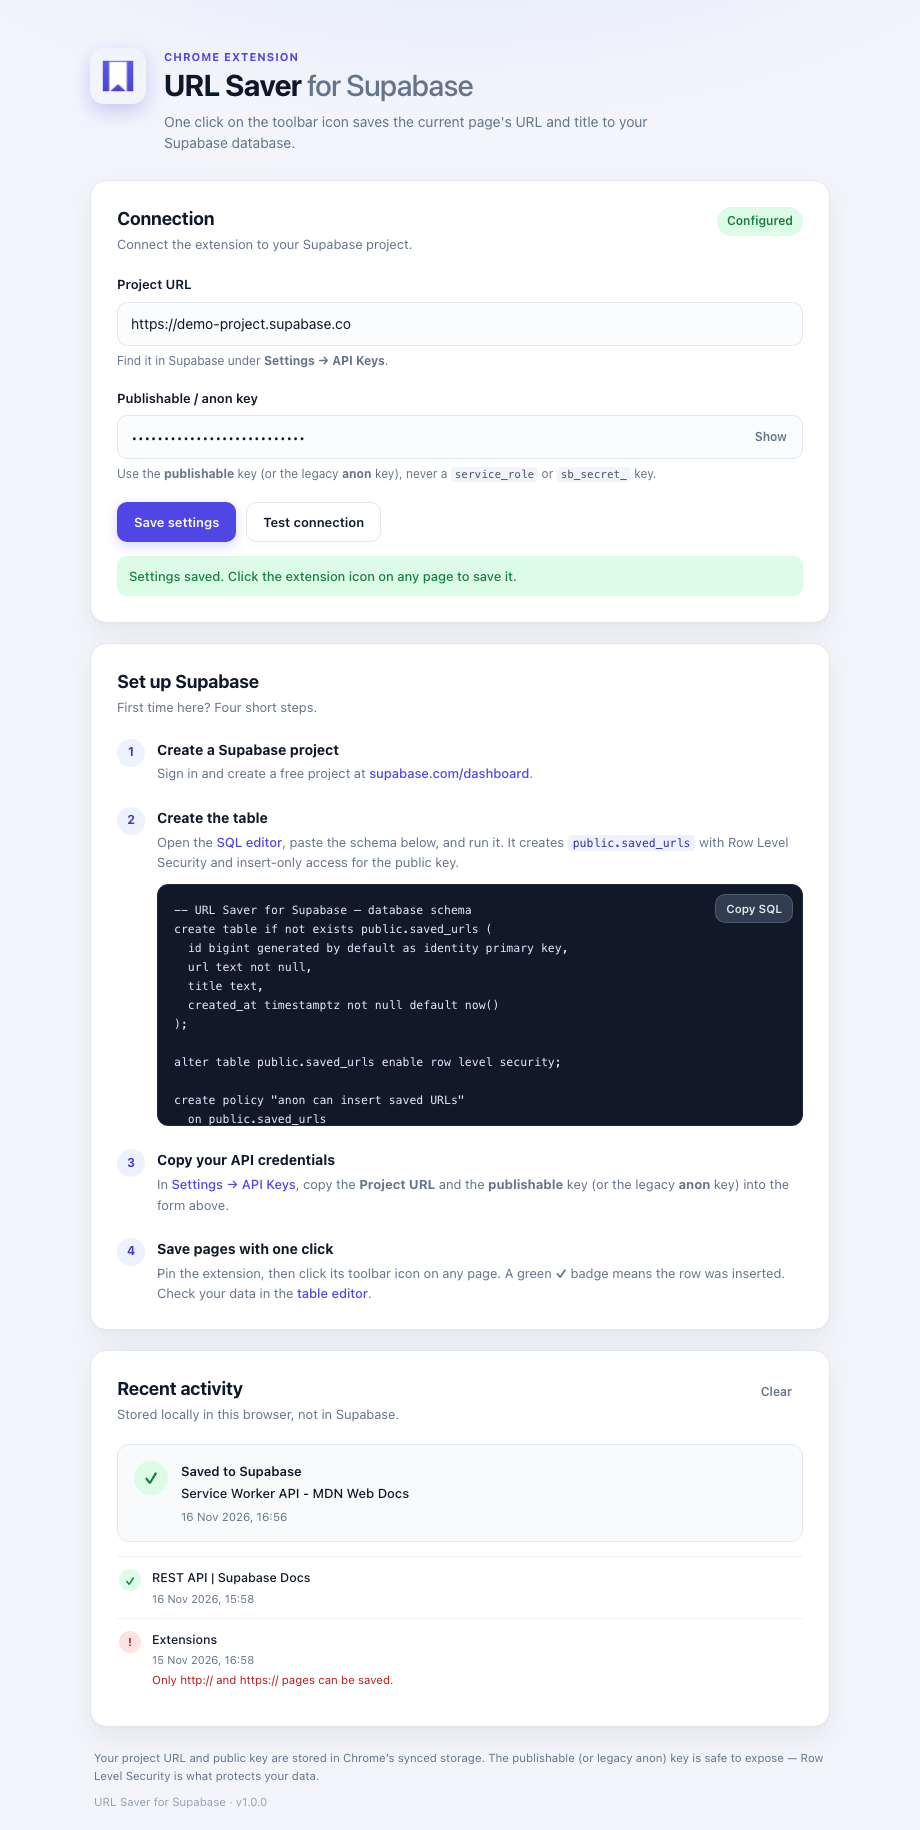 CHROME EXTENSION
URL Saver for Supabase
One click on the toolbar icon saves the current page's URL and title to your
Supabase database.
Connection
Configured
Connect the extension to your Supabase project.
Project URL
https://demo-project.supabase.co
Find it in Supabase under Settings → API Keys.
Publishable / anon key
•••••••••••••••••••••••••••
Show
Use the publishable key (or the legacy anon key), never a service_role or sb_secret_ key.
Save settings
Test connection
Settings saved. Click the extension icon on any page to save it.
Set up Supabase
First time here? Four short steps.
1
Create a Supabase project
Sign in and create a free project at supabase.com/dashboard.
2
Create the table
Open the SQL editor, paste the schema below, and run it. It creates public.saved_urls with Row Level
Security and insert-only access for the public key.
Copy SQL
-- URL Saver for Supabase — database schema
create table if not exists public.saved_urls (
  id bigint generated by default as identity primary key,
  url text not null,
  title text,
  created_at timestamptz not null default now()
);
alter table public.saved_urls enable row level security;
create policy "anon can insert saved URLs"
  on public.saved_urls
3
Copy your API credentials
In Settings → API Keys, copy the Project URL and the publishable key (or the legacy anon key) into the
form above.
4
Save pages with one click
Pin the extension, then click its toolbar icon on any page. A green ✓ badge means the row was inserted.
Check your data in the table editor.
Recent activity
Clear
Stored locally in this browser, not in Supabase.
✓
Saved to Supabase
Service Worker API - MDN Web Docs
16 Nov 2026, 16:56
✓
REST API | Supabase Docs
16 Nov 2026, 15:58
!
Extensions
15 Nov 2026, 16:58
Only http:// and https:// pages can be saved.
Your project URL and public key are stored in Chrome's synced storage. The publishable (or legacy anon) key is safe to expose — Row
Level Security is what protects your data.
URL Saver for Supabase · v1.0.0